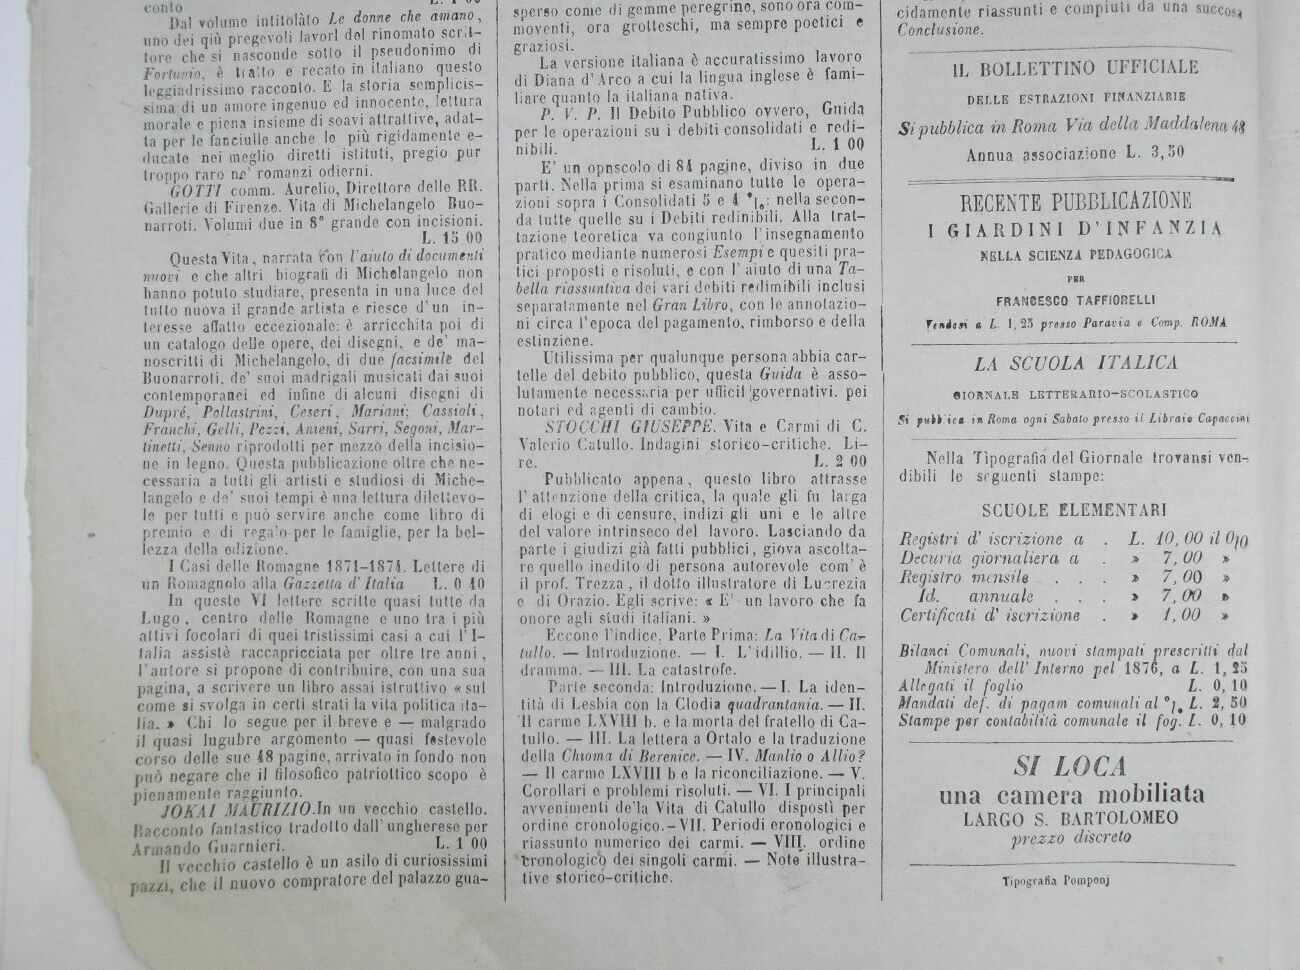 conto L. 1 00
Dal volume intitolàto Le donne che amano,
uno dei qiù pregevoli lavori del rinomato scrit-
tore che si nasconde sotto il pseudonimo di
Fortunio, è tratto e recato in italiano questo
leggiadrissimo racconto. E la storia semplicis-
sima di un amore ingenuo ed innocente, lettura
morale e piena insieme di soavi attrattive, adat-
ta per le fanciulle anche le più rigidamente e-
ducate nei meglio diretti istituti, pregio pur
troppo raro ne' romanzi odierni.
GOTTI comm. Aurelio, Direttore delle RR.
Gallerie di Firenze. Vita di Michelangelo Buo-
narroti. Volumi due in 8° grande con incisioni.
L. 15 00
Questa Vita, narrata con l'aiuto di documenti
nuovi e che altri biografi di Michelangelo non
hanno potuto studiare, presenta in una luce del
tutto nuova il grande artista e riesce d'un in-
teresse affatto eccezionale: è arricchita poi di
un catalogo delle opere, dei disegni, e de' ma-
noscritti di Michelangelo, di due facsimile del
Buonarroti, de' suoi madrigali musicati dai suoi
contemporanei ed infine di alcuni disegni di
Dupré, Pollastrini, Ceseri, Mariani; Cassioli,
Franchi, Gelli, Pezzi, Ameni, Sarri, Segoni, Mar-
tinetti, Senno riprodotti per mezzo della incisio-
ne in legno. Questa pubblicazione oltre che ne-
cessaria a tutti gli artisti e studiosi di Miche-
langelo e de' suoi tempi è una lettura dilettevo-
le per tutti e può servire anche come libro di
premio e di regalo per le famiglie, per la bel-
lezza della edizione.
I Casi delle Romagne 1871-1874. Lettere di
un Romagnolo alla Gazzetta d'Italia L. 0 40
In queste VI lettere scritte quasi tutte da
Lugo, centro delle Romagne e uno tra i più
attivi focolari di quei tristissimi casi a cui l'I-
talia assistè raccapricciata per oltre tre anni,
l'autore si propone di contribuire, con una sua
pagina, a scrivere un libro assai istruttivo « sul
come si svolga in certi strati la vita politica ita-
lia. » Chi lo segue per il breve e — malgrado
il quasi lugubre argomento — quasi festevole
corso delle sue 48 pagine, arrivato in fondo non
può negare che il filosofico patriottico scopo è
pienamente raggiunto.
JOKAI MAURIZIO. In un vecchio castello.
Racconto fantastico tradotto dall'ungherese per
Armando Guarnieri. L. 1 00
Il vecchio castello è un asilo di curiosissimi
pazzi, che il nuovo compratore del palazzo gua-
sperso come di gemme peregrine, sono ora com-
moventi, ora grotteschi, ma sempre poetici e
graziosi.
La versione italiana è accuratissimo lavoro
di Diana d'Arco a cui la lingua inglese è fami-
liare quanto la italiana nativa.
P. V. P. Il Debito Pubblico ovvero, Guida
per le operazioni su i debiti consolidati e redi-
nibili. L. 1 00
E' un opnscolo di 84 pagine, diviso in due
parti. Nella prima si esaminano tutte le opera-
zioni sopra i Consolidati 5 e 4 °|₀: nella secon-
da tutte quelle su i Debiti redinibili. Alla trat-
tazione teoretica va congiunto l'insegnamento
pratico mediante numerosi Esempi e quesiti pra-
tici proposti e risoluti, e con l'aiuto di una Ta-
bella riassuntiva dei vari debiti redimibili inclusi
separatamente nel Gran Libro, con le annotazio-
ni circa l'epoca del pagamento, rimborso e della
estinzione.
Utilissima per qualunque persona abbia car-
telle del debito pubblico, questa Guida è asso-
lutamente necessaria per ufficii governativi. pei
notari ed agenti di cambio.
STOCCHI GIUSEPPE. Vita e Carmi di C.
Valerio Catullo. Indagini storico-critiche. Li-
re. L. 2 00
Pubblicato appena, questo libro attrasse
l'attenzione della critica, la quale gli fu larga
di elogi e di censure, indizi gli uni e le altre
del valore intrinseco del lavoro. Lasciando da
parte i giudizi già fatti pubblici, giova ascolta-
re quello inedito di persona autorevole com'è
il prof. Trezza, il dotto illustratore di Lucrezia
e di Orazio. Egli scrive: « E' un lavoro che fa
onore agli studi italiani. »
Eccone l'indice. Parte Prima: La Vita di Ca-
tullo. — Introduzione. — I. L'idillio. — II. Il
dramma. — III. La catastrofe.
Parte seconda: Introduzione. — I. La iden-
tità di Lesbia con la Clodia quadrantania. — II.
Il carme LXVIII b. e la morta del fratello di Ca-
tullo. — III. La lettera a Ortalo e la traduzione
della Chioma di Berenice. — IV. Manlio o Allio?
— Il carme LXVIII b e la riconciliazione. — V.
Corollari e problemi risoluti. — VI. I principali
avvenimenti de'la Vita di Catullo disposti per
ordine cronologico. - VII. Periodi eronologici e
riassunto numerico dei carmi. — VIII. ordine
cronologico dei singoli carmi. — Note illustra-
tive storico-critiche.
cidamente riassunti e compiuti da una succosa
Conclusione.
IL BOLLETTINO UFFICIALE
DELLE ESTRAZIONI FINANZIARIE
Si pubblica in Roma Via della Maddalena 48
Annua associazione L. 3,50
RECENTE PUBBLICAZIONE
I GIARDINI D'INFANZIA
NELLA SCIENZA PEDAGOGICA
PER
FRANCESCO TAFFIORELLI
Vendesi a L. 1,25 presso Paravia e Comp. ROMA
LA SCUOLA ITALICA
GIORNALE LETTERARIO-SCOLASTICO
Si pubblica in Roma ogni Sabato presso il Libraio Capaccini
Nella Tipografia del Giornale trovansi ven-
dibili le seguenti stampe:
SCUOLE ELEMENTARI
Registri d'iscrizione a . L. 10,00 il 0|0
Decuria giornaliera a . » 7,00 »
Registro mensile . . . » 7,00 »
Id. annuale . . . » 7,00 »
Certificati d'iscrizione . » 1,00 »
Bilanci Comunali, nuovi stampati prescritti dal
Ministero dell'Interno pel 1876, a L. 1,25
Allegati il foglio L. 0,10
Mandati def. di pagam comunali al °|₀ L. 2,50
Stampe per contabilità comunale il fog. L. 0,10
SI LOCA
una camera mobiliata
LARGO S. BARTOLOMEO
prezzo discreto
Tipografia Pomponj